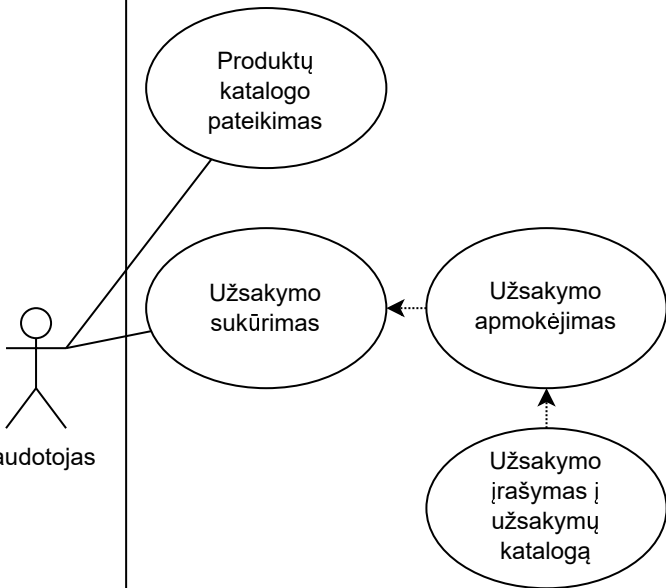 Produktų
katalogo
pateikimas
Užsakymo
sukūrimas
Užsakymo
apmokėjimas
audotojas
Užsakymo
įrašymas į
užsakymų
katalogą